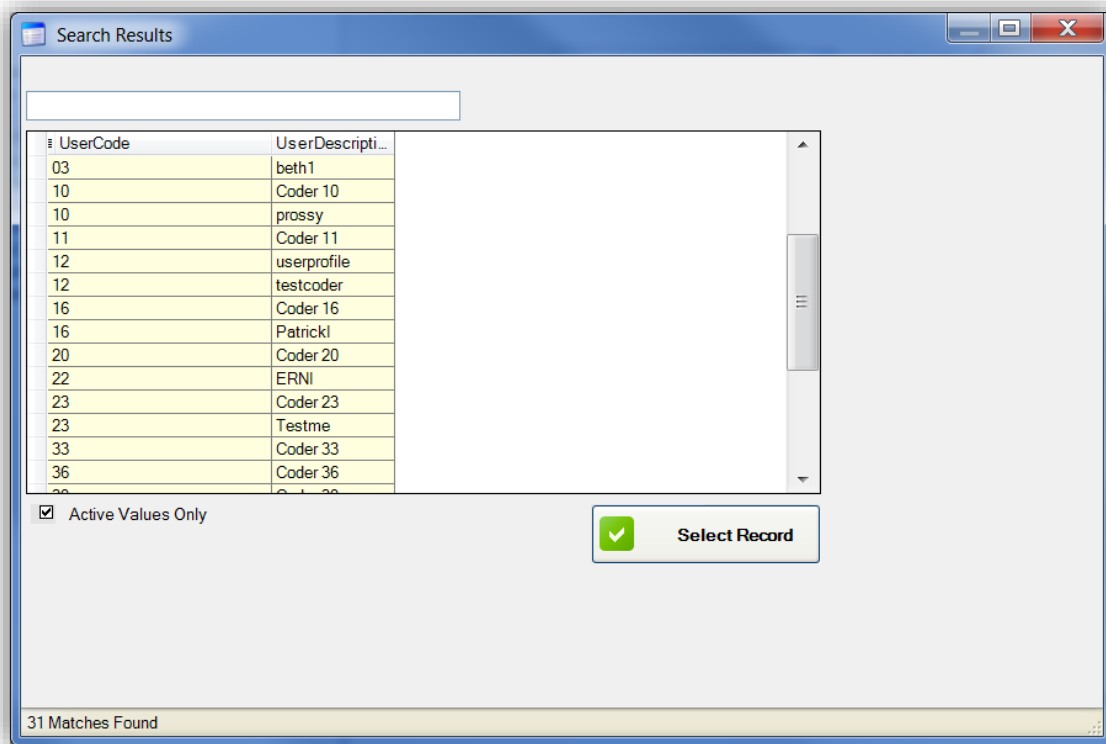 Search Results
UserCode UserDescripti...
03 beth1
10 Coder 10
10 prossy
11 Coder 11
12 userprofile
12 testcoder
16 Coder 16
16 PatrickI
20 Coder 20
22 ERNI
23 Coder 23
23 Testme
33 Coder 33
36 Coder 36
Active Values Only
Select Record
31 Matches Found